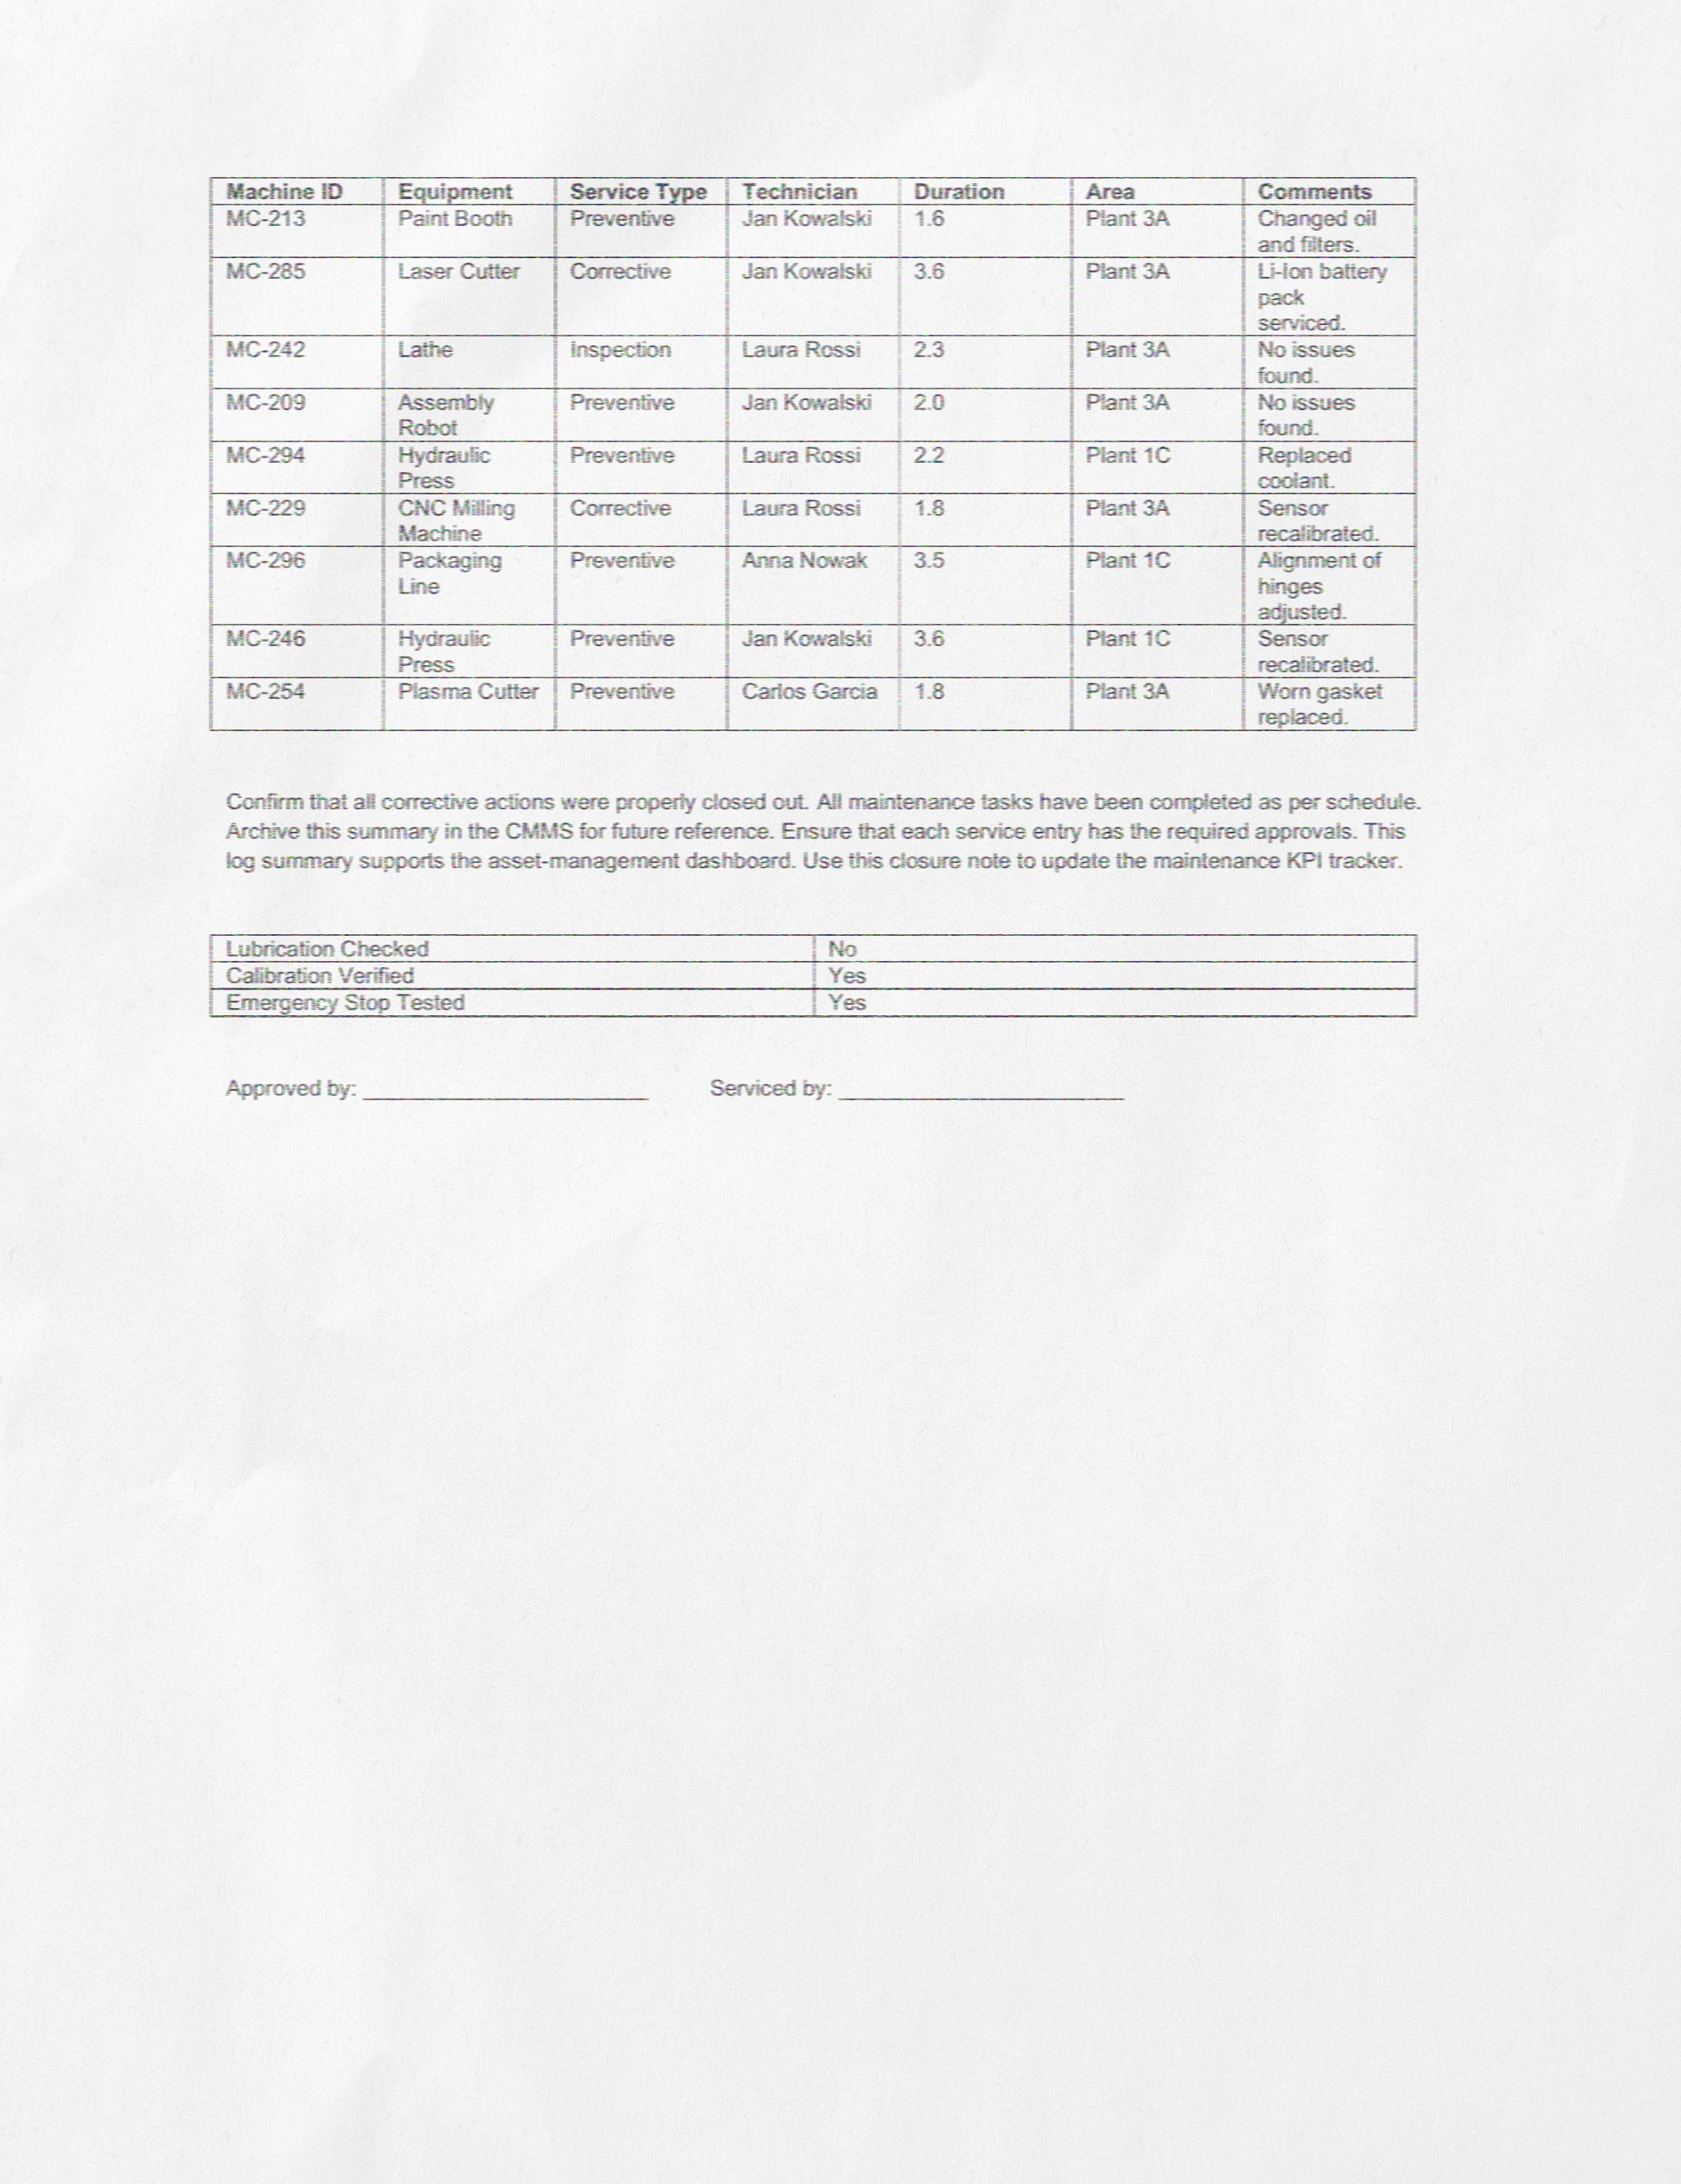 Machine ID Equipment Service Type Technician Duration Area Comments
MC-213 Paint Booth Preventive Jan Kowalski 1.6 Plant 3A Changed oil
and filters.
MC-285 Laser Cutter Corrective Jan Kowalski 3.6 Plant 3A Li-Ion battery
pack
serviced.
MC-242 Lathe Inspection Laura Rossi 2.3 Plant 3A No issues
found.
MC-209 Assembly Preventive Jan Kowalski 2.0 Plant 3A No issues
Robot found.
MC-294 Hydraulic Preventive Laura Rossi 2.2 Plant 1C Replaced
Press coolant.
MC-229 CNC Milling Corrective Laura Rossi 1.8 Plant 3A Sensor
Machine recalibrated.
MC-296 Packaging Preventive Anna Nowak 3.5 Plant 1C Alignment of
Line hinges
adjusted.
MC-246 Hydraulic Preventive Jan Kowalski 3.6 Plant 1C Sensor
Press recalibrated.
MC-254 Plasma Cutter Preventive Carlos Garcia 1.8 Plant 3A Worn gasket
replaced.
Confirm that all corrective actions were properly closed out. All maintenance tasks have been completed as per schedule.
Archive this summary in the CMMS for future reference. Ensure that each service entry has the required approvals. This
log summary supports the asset-management dashboard. Use this closure note to update the maintenance KPI tracker.
Lubrication Checked No
Calibration Verified Yes
Emergency Stop Tested Yes
Approved by: __________________________ Serviced by: __________________________